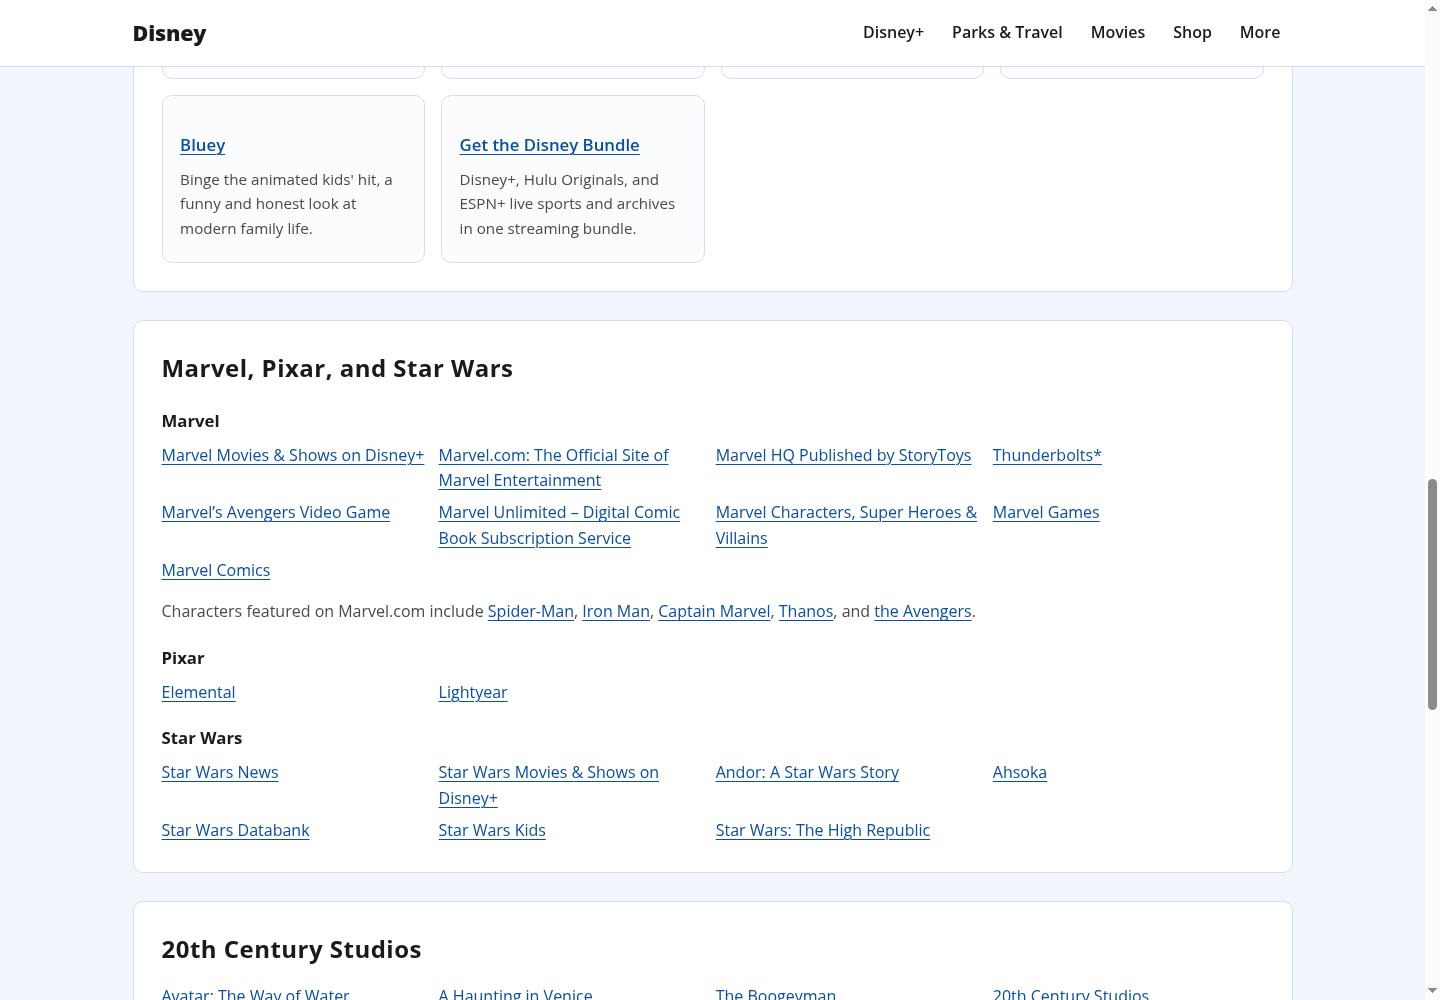 Disney
Disney+ Parks & Travel Movies Shop More
Bluey
Binge the animated kids' hit, a
funny and honest look at
modern family life.
Get the Disney Bundle
Disney+, Hulu Originals, and
ESPN+ live sports and archives
in one streaming bundle.
Marvel, Pixar, and Star Wars
Marvel
Marvel Movies & Shows on Disney+
Marvel.com: The Official Site of
Marvel Entertainment
Marvel HQ Published by StoryToys
Thunderbolts*
Marvel’s Avengers Video Game
Marvel Unlimited – Digital Comic
Book Subscription Service
Marvel Characters, Super Heroes &
Villains
Marvel Games
Marvel Comics
Characters featured on Marvel.com include Spider-Man, Iron Man, Captain Marvel, Thanos, and the Avengers.
Pixar
Elemental
Lightyear
Star Wars
Star Wars News
Star Wars Movies & Shows on
Disney+
Andor: A Star Wars Story
Ahsoka
Star Wars Databank
Star Wars Kids
Star Wars: The High Republic
20th Century Studios
Avatar: The Way of Water
A Haunting in Venice
The Boogeyman
20th Century Studios